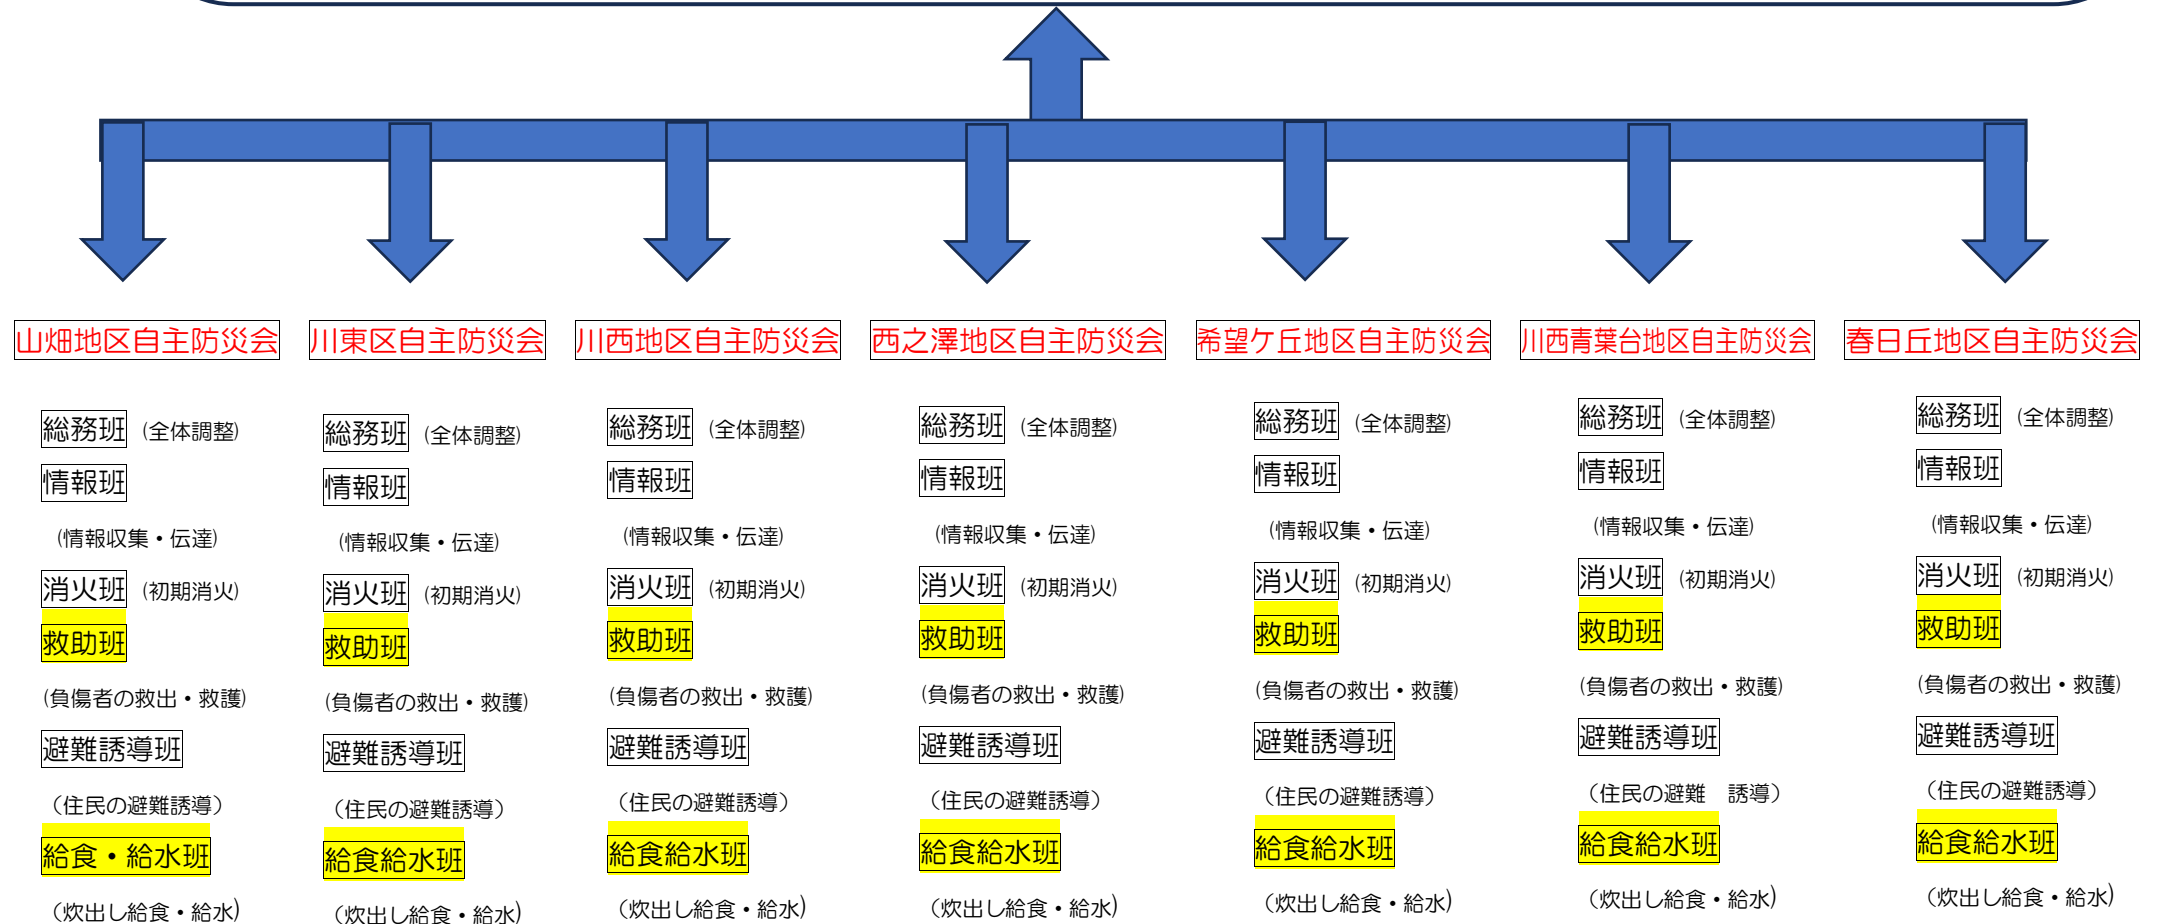 山畑地区自主防災会
総務班 (全体調整)
情報班
(情報収集・伝達)
消火班 (初期消火)
救助班
(負傷者の救出・救護)
避難誘導班
（住民の避難誘導）
給食・給水班
（炊出し給食・給水)
川東区自主防災会
総務班 (全体調整)
情報班
(情報収集・伝達)
消火班 (初期消火)
救助班
(負傷者の救出・救護)
避難誘導班
（住民の避難誘導）
給食給水班
（炊出し給食・給水)
川西地区自主防災会
総務班 (全体調整)
情報班
(情報収集・伝達)
消火班 (初期消火)
救助班
(負傷者の救出・救護)
避難誘導班
（住民の避難誘導）
給食給水班
（炊出し給食・給水)
西之澤地区自主防災会
総務班 (全体調整)
情報班
(情報収集・伝達)
消火班 (初期消火)
救助班
(負傷者の救出・救護)
避難誘導班
（住民の避難誘導）
給食給水班
（炊出し給食・給水)
希望ケ丘地区自主防災会
総務班 (全体調整)
情報班
(情報収集・伝達)
消火班 (初期消火)
救助班
(負傷者の救出・救護)
避難誘導班
（住民の避難誘導）
給食給水班
（炊出し給食・給水)
川西青葉台地区自主防災会
総務班 (全体調整)
情報班
(情報収集・伝達)
消火班 (初期消火)
救助班
(負傷者の救出・救護)
避難誘導班
（住民の避難　誘導）
給食給水班
（炊出し給食・給水)
春日丘地区自主防災会
総務班 (全体調整)
情報班
(情報収集・伝達)
消火班 (初期消火)
救助班
(負傷者の救出・救護)
避難誘導班
（住民の避難誘導）
給食給水班
（炊出し給食・給水)